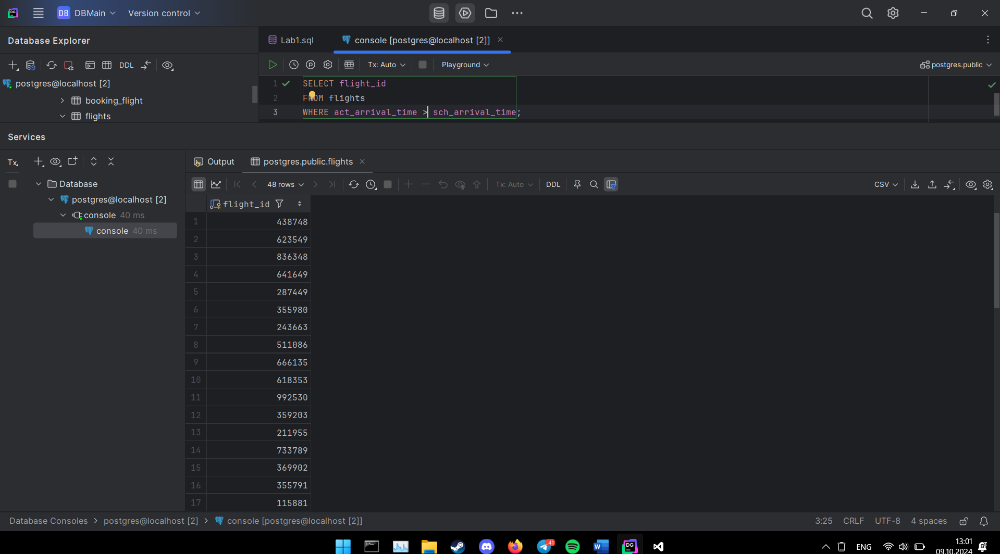 DB DBMain Version control
Database Explorer
Lab1.sql console [postgres@localhost [2]]
DDL
Tx: Auto Playground postgres.public
postgres@localhost [2]
booking_flight
flights
1 SELECT flight_id
2 FROM flights
3 WHERE act_arrival_time > sch_arrival_time;
Services
Tx
Output postgres.public.flights
Database
postgres@localhost [2]
console 40 ms
console 40 ms
48 rows Tx: Auto DDL CSV
flight_id
1 438748
2 623549
3 836348
4 641649
5 287449
6 355980
7 243663
8 511086
9 666135
10 618353
11 992530
12 359203
13 211955
14 733789
15 369902
16 355791
17 115881
Database Consoles > postgres@localhost [2] > console [postgres@localhost [2]]
3:25 CRLF UTF-8 4 spaces
41
DG
ENG
13:01
09.10.2024